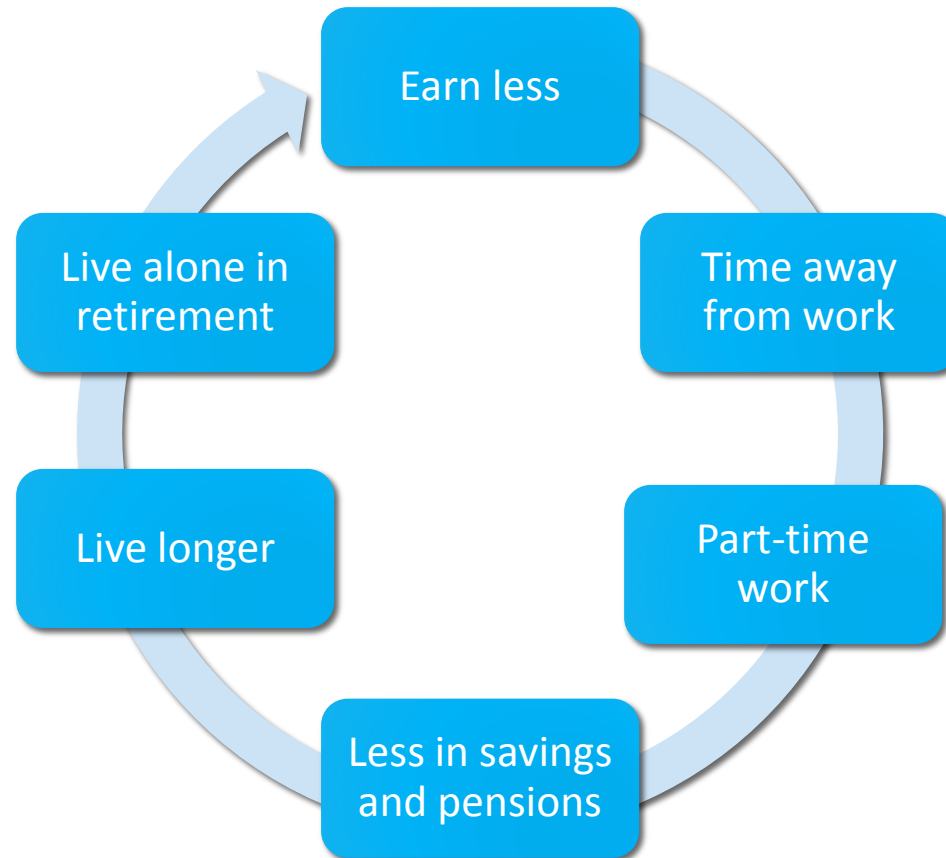 Earn less
Time away
from work
Part-time
work
Less in savings
and pensions
Live longer
Live alone in
retirement